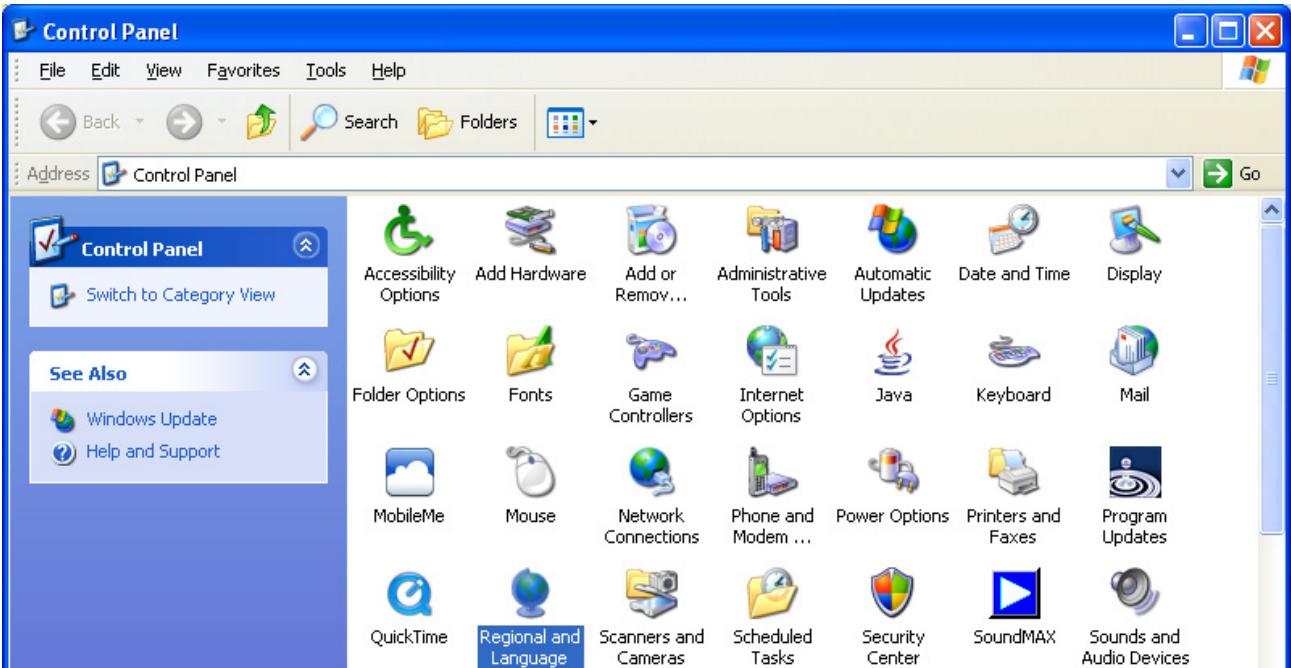 Control Panel
File Edit View Favorites Tools Help
Back Search Folders
Address Control Panel Go
Control Panel
Switch to Category View
See Also
Windows Update
Help and Support
Accessibility Options
Add Hardware
Add or Remov...
Administrative Tools
Automatic Updates
Date and Time
Display
Folder Options
Fonts
Game Controllers
Internet Options
Java
Keyboard
Mail
MobileMe
Mouse
Network Connections
Phone and Modem ...
Power Options
Printers and Faxes
Program Updates
QuickTime
Regional and Language
Scanners and Cameras
Scheduled Tasks
Security Center
SoundMAX
Sounds and Audio Devices